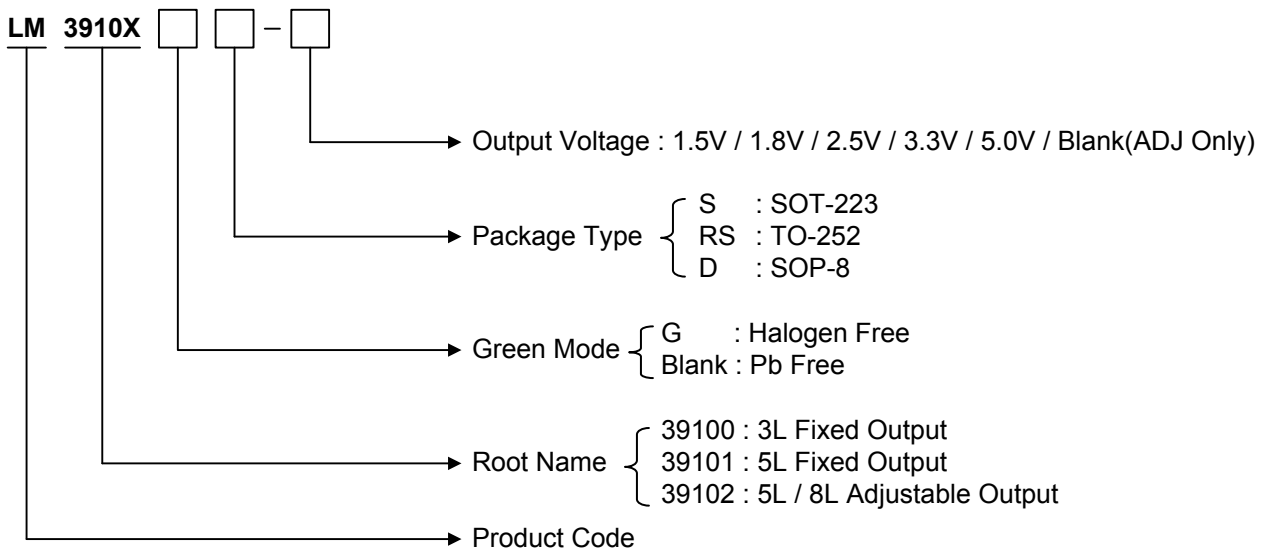 LM 3910X –
Output Voltage : 1.5V / 1.8V / 2.5V / 3.3V / 5.0V / Blank(ADJ Only)
Package Type
S : SOT-223
RS : TO-252
D : SOP-8
Green Mode
G : Halogen Free
Blank : Pb Free
Root Name
39100 : 3L Fixed Output
39101 : 5L Fixed Output
39102 : 5L / 8L Adjustable Output
Product Code